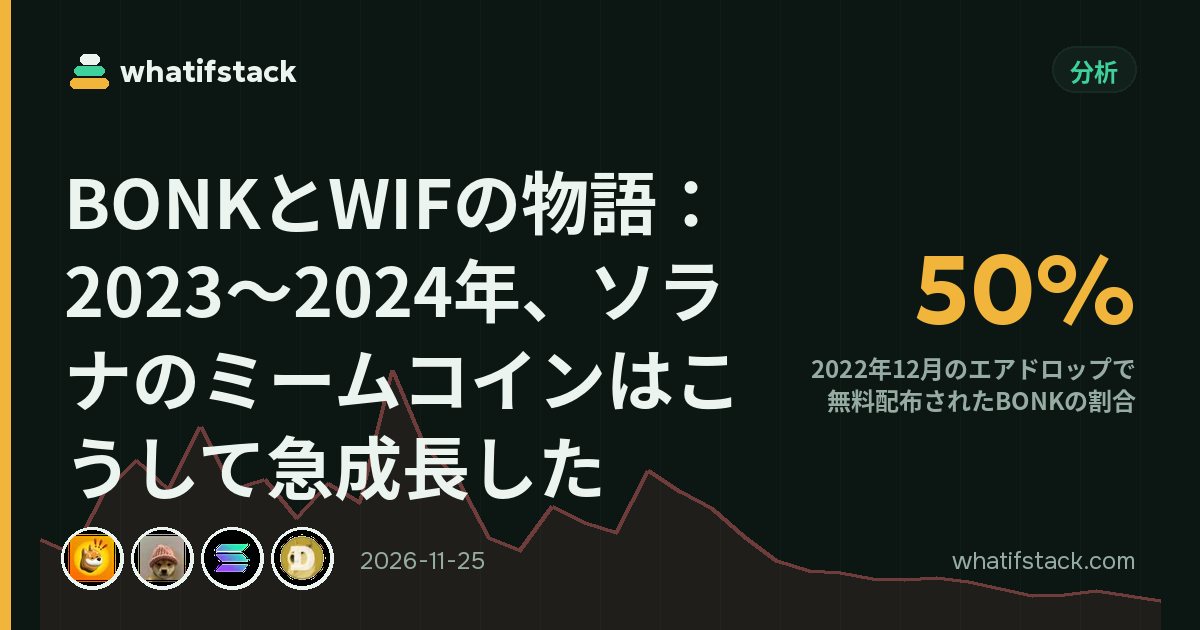 whatifstack
分析
BONKとWIFの物語：
2023～2024年、ソラ
ナのミームコインはこ
うして急成長した
50%
2022年12月のエアドロップで
無料配布されたBONKの割合
2026-11-25
whatifstack.com